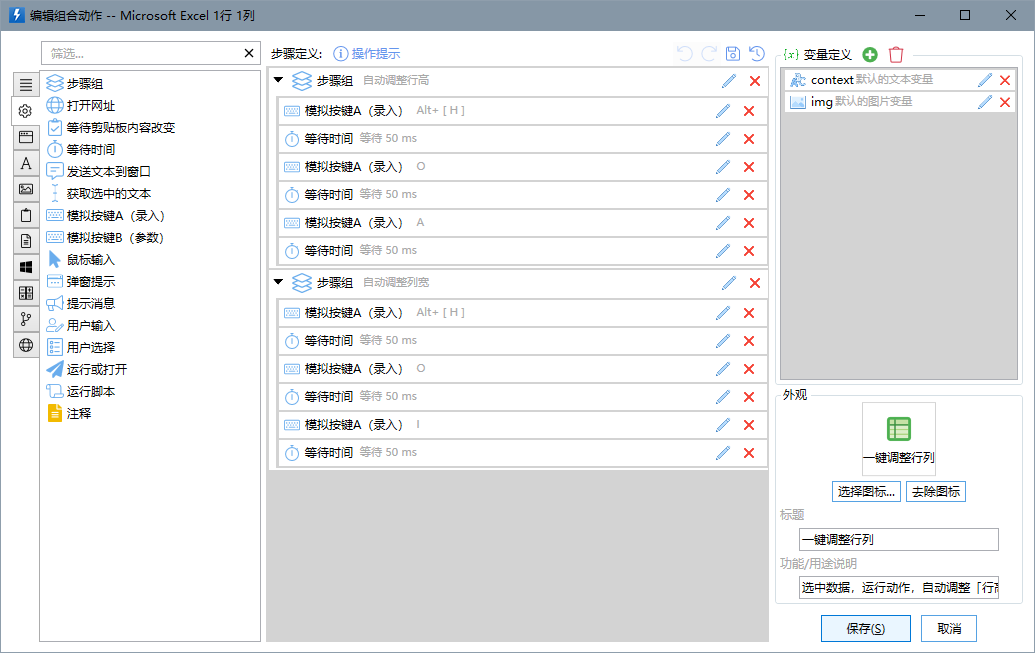 编辑组合动作 -- Microsoft Excel 1行 1列
筛选...
步骤组
打开网址
等待剪贴板内容改变
等待时间
发送文本到窗口
获取选中的文本
模拟按键A（录入）
模拟按键B（参数）
鼠标输入
弹窗提示
提示消息
用户输入
用户选择
运行或打开
运行脚本
注释
步骤定义: 操作提示
步骤组 自动调整行高
模拟按键A（录入） Alt+ [ H ]
等待时间 等待 50 ms
模拟按键A（录入） O
等待时间 等待 50 ms
模拟按键A（录入） A
等待时间 等待 50 ms
步骤组 自动调整列宽
模拟按键A（录入） Alt+ [ H ]
等待时间 等待 50 ms
模拟按键A（录入） O
等待时间 等待 50 ms
模拟按键A（录入） I
等待时间 等待 50 ms
{x} 变量定义
context 默认的文本变量
img 默认的图片变量
外观
一键调整行列
选择图标... 去除图标
标题
一键调整行列
功能/用途说明
选中数据，运行动作，自动调整「行高
保存(S) 取消